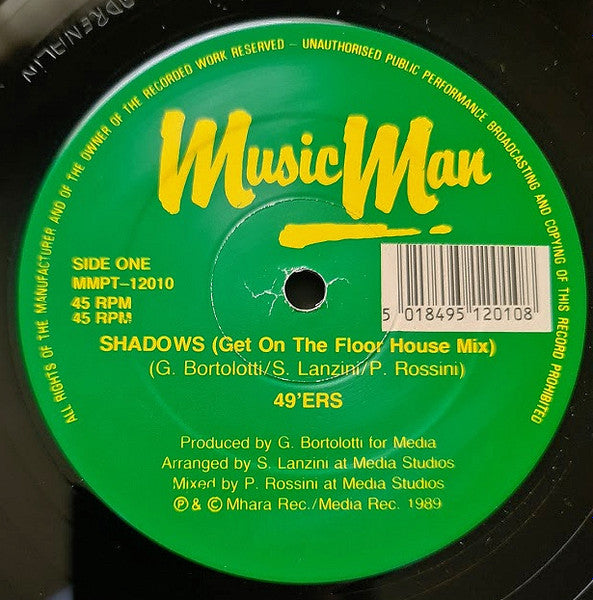 ADRENALIN
ALL RIGHTS OF THE MANUFACTURER AND OF THE OWNER OF THE RECORDED WORK RESERVED – UNAUTHORISED PUBLIC PERFORMANCE BROADCASTING AND COPYING OF THIS RECORD PROHIBITED
Music Man
SIDE ONE
MMPT–12010
45 RPM
45 RPM
5 018495 120108
SHADOWS (Get On The Floor House Mix)
(G. Bortolotti/S. Lanzini/P. Rossini)
49'ERS
Produced by G. Bortolotti for Media
Arranged by S. Lanzini at Media Studios
Mixed by P. Rossini at Media Studios
Ⓟ & © Mhara Rec./Media Rec. 1989